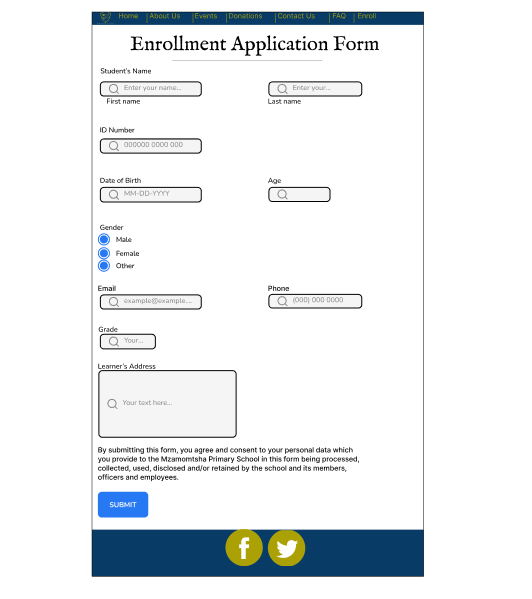 Home About Us Events Donations Contact Us FAQ Enroll
Enrollment Application Form
Student's Name
Enter your name... Enter your...
First name Last name
ID Number
000000 0000 000
Date of Birth Age
MM-DD-YYYY
Gender
Male
Female
Other
Email Phone
example@example.... (000) 000 0000
Grade
Your...
Learner's Address
Your text here...
By submitting this form, you agree and consent to your personal data which
you provide to the Mzamomtsha Primary School in this form being processed,
collected, used, disclosed and/or retained by the school and its members,
officers and employees.
SUBMIT